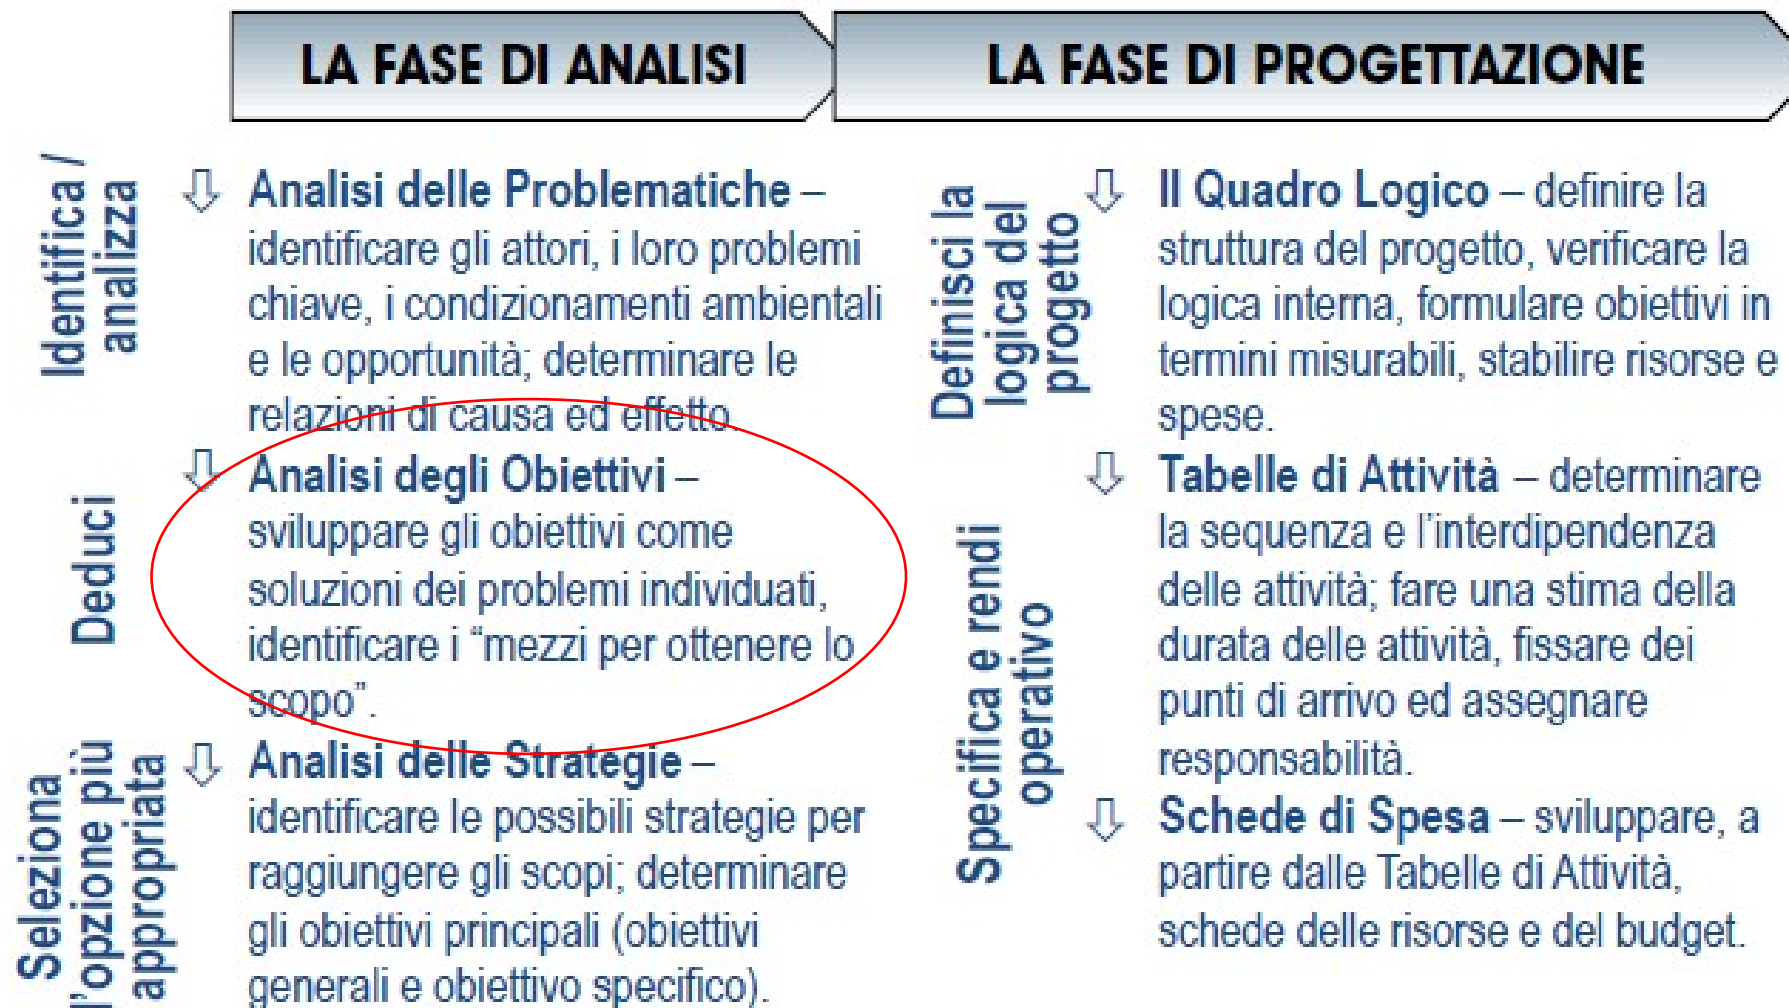 LA FASE DI ANALISI
Identifica /
analizza
Analisi delle Problematiche –
identificare gli attori, i loro problemi
chiave, i condizionamenti ambientali
e le opportunità; determinare le
relazioni di causa ed effetto.
Deduci
Analisi degli Obiettivi –
sviluppare gli obiettivi come
soluzioni dei problemi individuati,
identificare i “mezzi per ottenere lo
scopo”.
Seleziona
l’opzione più
appropriata
Analisi delle Strategie –
identificare le possibili strategie per
raggiungere gli scopi; determinare
gli obiettivi principali (obiettivi
generali e obiettivo specifico).
LA FASE DI PROGETTAZIONE
Definisci la
logica del
progetto
Il Quadro Logico – definire la
struttura del progetto, verificare la
logica interna, formulare obiettivi in
termini misurabili, stabilire risorse e
spese.
Specifica e rendi
operativo
Tabelle di Attività – determinare
la sequenza e l’interdipendenza
delle attività; fare una stima della
durata delle attività, fissare dei
punti di arrivo ed assegnare
responsabilità.
Schede di Spesa – sviluppare, a
partire dalle Tabelle di Attività,
schede delle risorse e del budget.